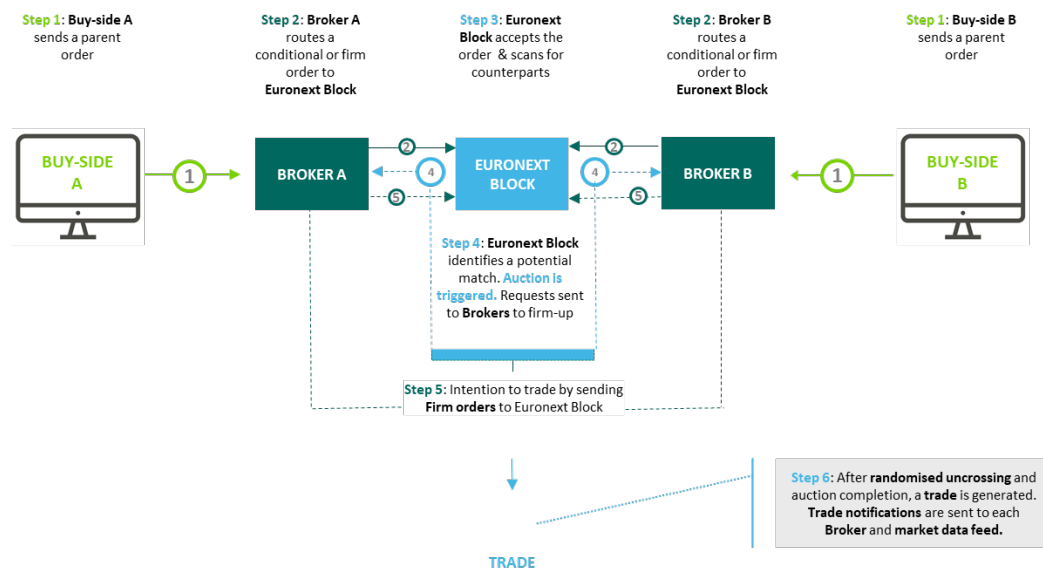 Step 1: Buy-side A
sends a parent
order
Step 2: Broker A
routes a
conditional or firm
order to
Euronext Block
Step 3: Euronext
Block accepts the
order & scans for
counterparts
Step 2: Broker B
routes a
conditional or firm
order to
Euronext Block
Step 1: Buy-side B
sends a parent
order
BUY-SIDE
A
1
BROKER A
2
4
5
EURONEXT
BLOCK
2
4
5
BROKER B
1
BUY-SIDE
B
Step 4: Euronext Block
identifies a potential
match. Auction is
triggered. Requests sent
to Brokers to firm-up
Step 5: Intention to trade by sending
Firm orders to Euronext Block
Step 6: After randomised uncrossing and
auction completion, a trade is generated.
Trade notifications are sent to each
Broker and market data feed.
TRADE